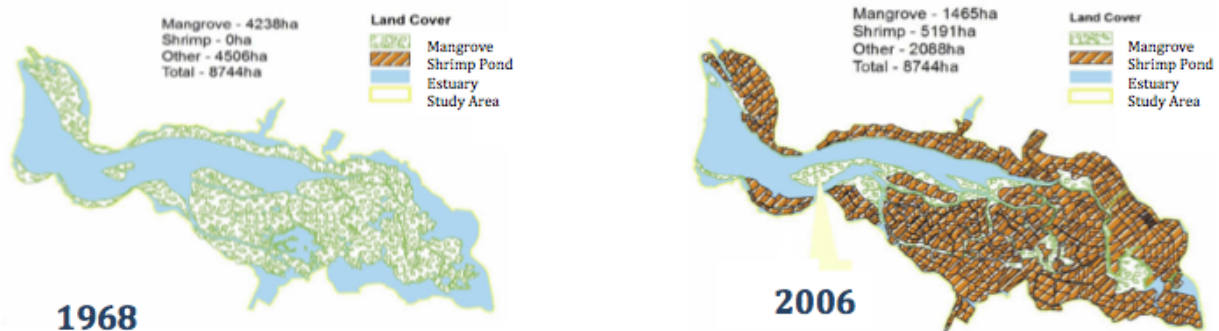 Mangrove - 4238ha
Shrimp - 0ha
Other - 4506ha
Total - 8744ha
Land Cover
Mangrove
Shrimp Pond
Estuary
Study Area
1968
Mangrove - 1465ha
Shrimp - 5191ha
Other - 2088ha
Total - 8744ha
Land Cover
Mangrove
Shrimp Pond
Estuary
Study Area
2006